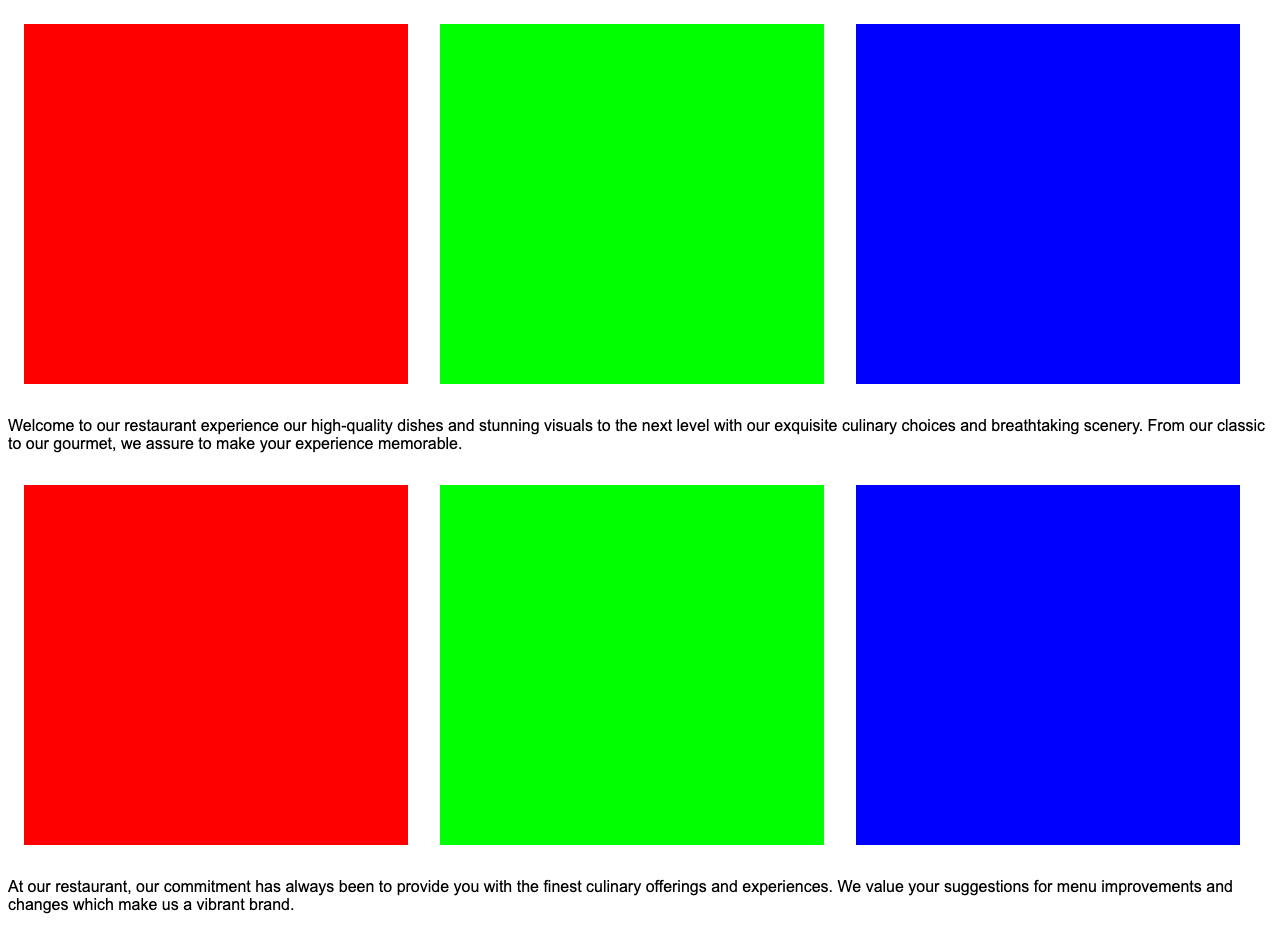 Welcome to our restaurant experience our high-quality dishes and stunning visuals to the next level with our exquisite culinary choices and breathtaking scenery. From our classic
to our gourmet, we assure to make your experience memorable.
At our restaurant, our commitment has always been to provide you with the finest culinary offerings and experiences. We value your suggestions for menu improvements and
changes which make us a vibrant brand.